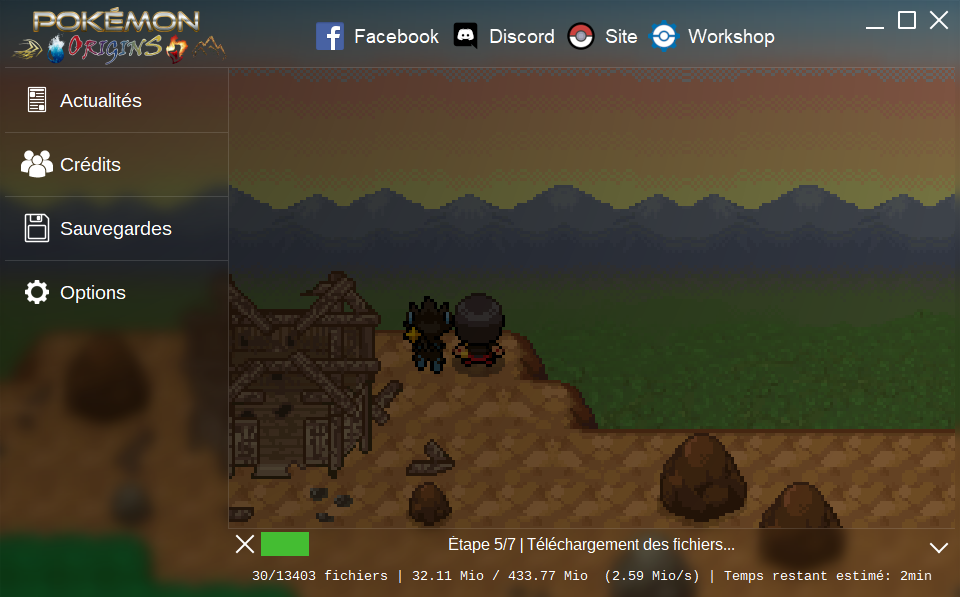 POKÉMON
ORIGINS
Facebook Discord Site Workshop
Actualités
Crédits
Sauvegardes
Options
Étape 5/7 | Téléchargement des fichiers...
30/13403 fichiers | 32.11 Mio / 433.77 Mio (2.59 Mio/s) | Temps restant estimé: 2min